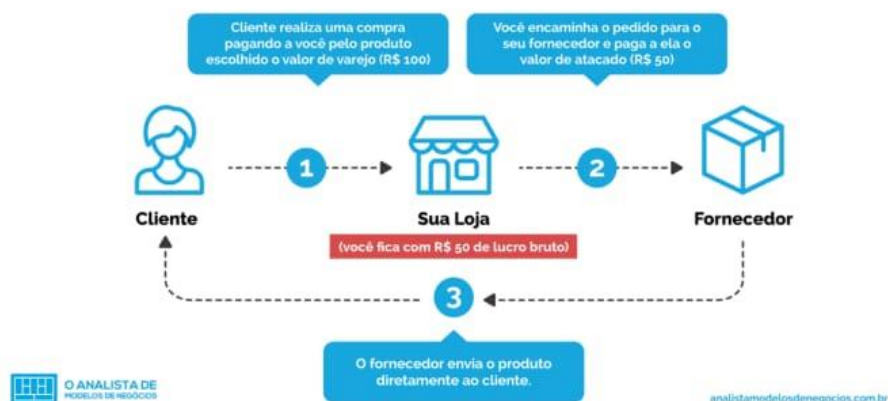 Cliente realiza uma compra
pagando a você pelo produto
escolhido o valor de varejo (R$ 100)
Você encaminha o pedido para o
seu fornecedor e paga a ela o
valor de atacado (R$ 50)
1
2
Cliente
Sua Loja
Fornecedor
(você fica com R$ 50 de lucro bruto)
3
O fornecedor envia o produto
diretamente ao cliente.
O ANALISTA DE
MODELOS DE NEGÓCIOS
analistamodelosdenegocios.com.br